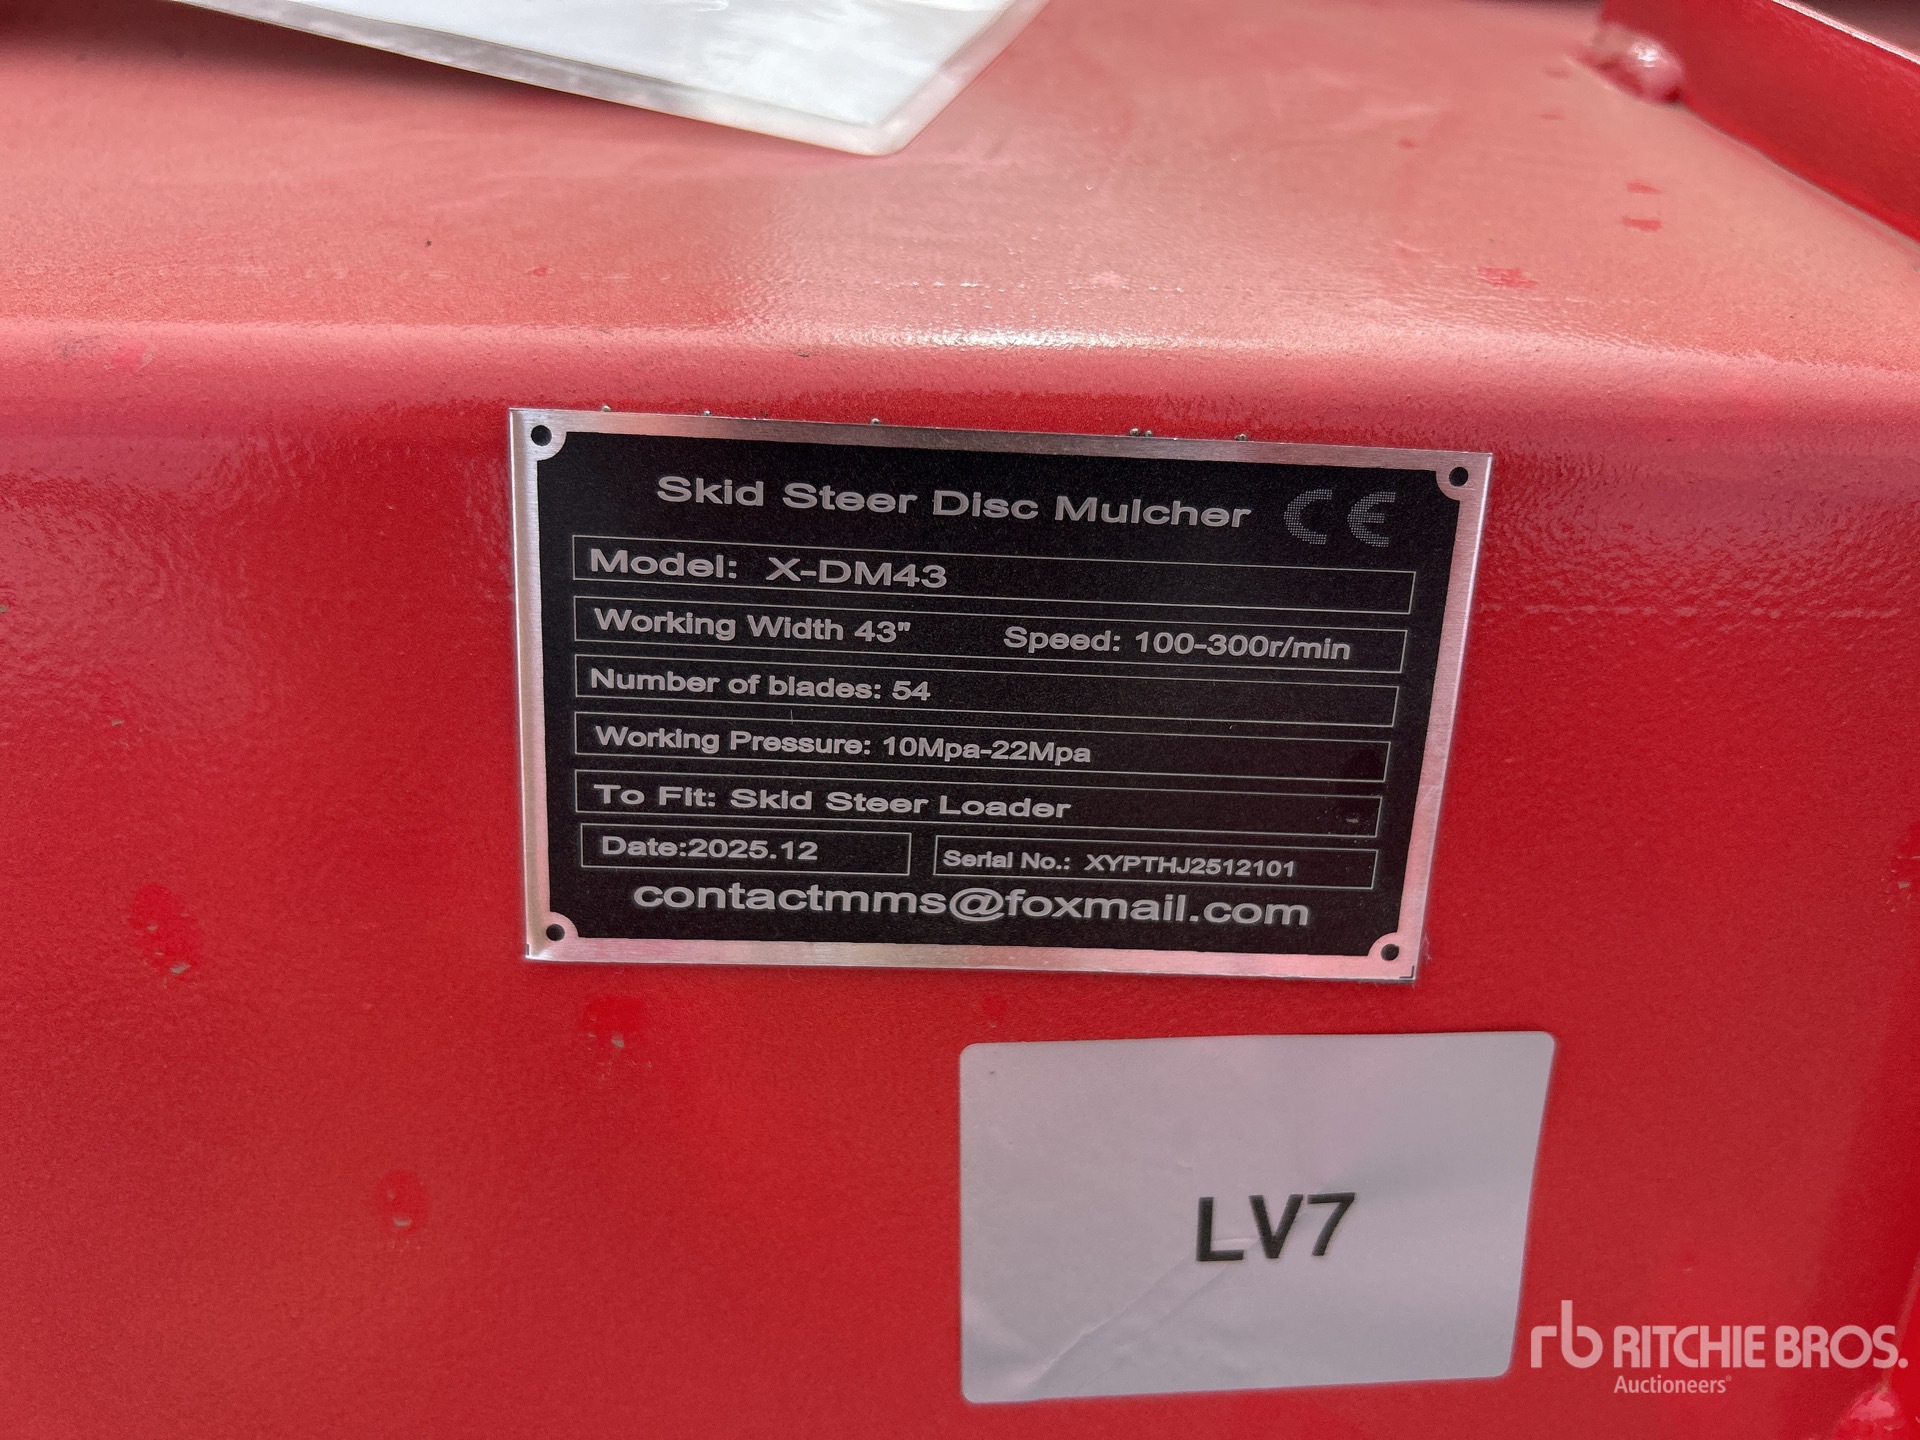 Skid Steer Disc Mulcher CE
Model: X-DM43
Working Width 43" Speed: 100-300r/min
Number of blades: 54
Working Pressure: 10Mpa-22Mpa
To Fit: Skid Steer Loader
Date:2025.12 Serial No.: XYPTHJ2512101
contactmms@foxmail.com
LV7
rb RITCHIE BROS.
Auctioneers